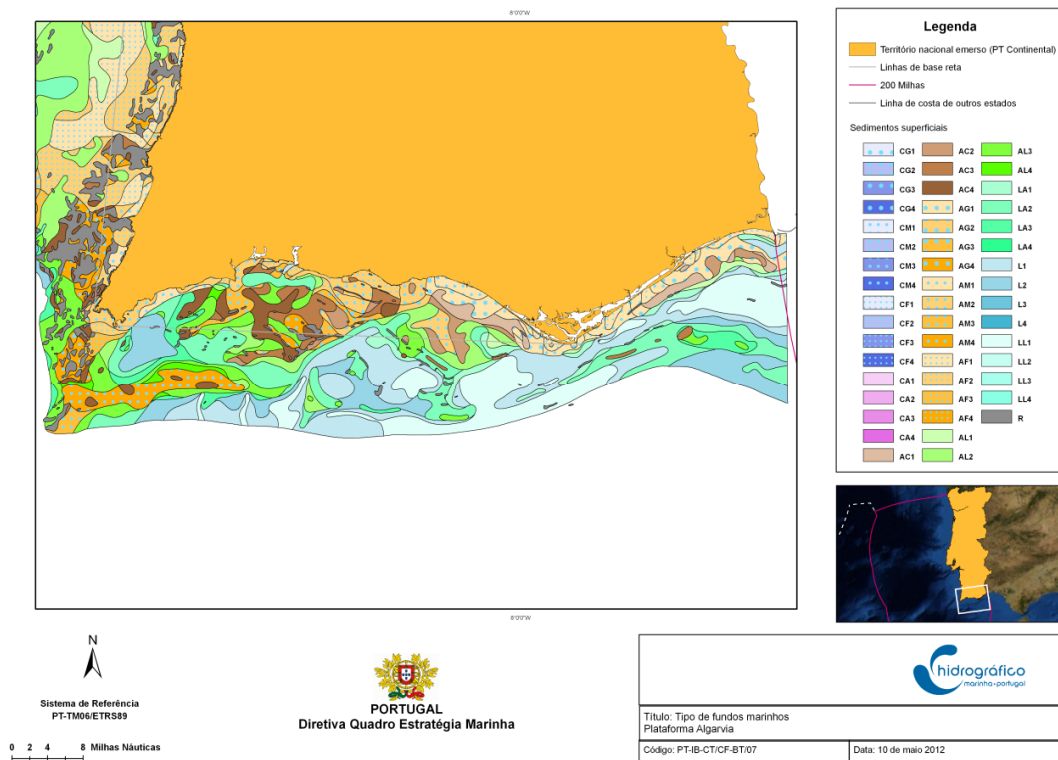 8°0'0"W
Legenda
Território nacional emerso (PT Continental)
Linhas de base reta
200 Milhas
Linha de costa de outros estados
Sedimentos superficiais
CG1 AC2 AL3
CG2 AC3 AL4
CG3 AC4 LA1
CG4 AG1 LA2
CM1 AG2 LA3
CM2 AG3 LA4
CM3 AG4 L1
CM4 AM1 L2
CF1 AM2 L3
CF2 AM3 L4
CF3 AM4 LL1
CF4 AF1 LL2
CA1 AF2 LL3
CA2 AF3 LL4
CA3 AF4 R
CA4 AL1
AC1 AL2
8°0'0"W
N
Sistema de Referência
PT-TM06/ETRS89
0 2 4 8 Milhas Náuticas
PORTUGAL
Diretiva Quadro Estratégia Marinha
hidrográfico
marinha-portugal
Título: Tipo de fundos marinhos
Plataforma Algarvia
Código: PT-IB-CT/CF-BT/07 Data: 10 de maio 2012